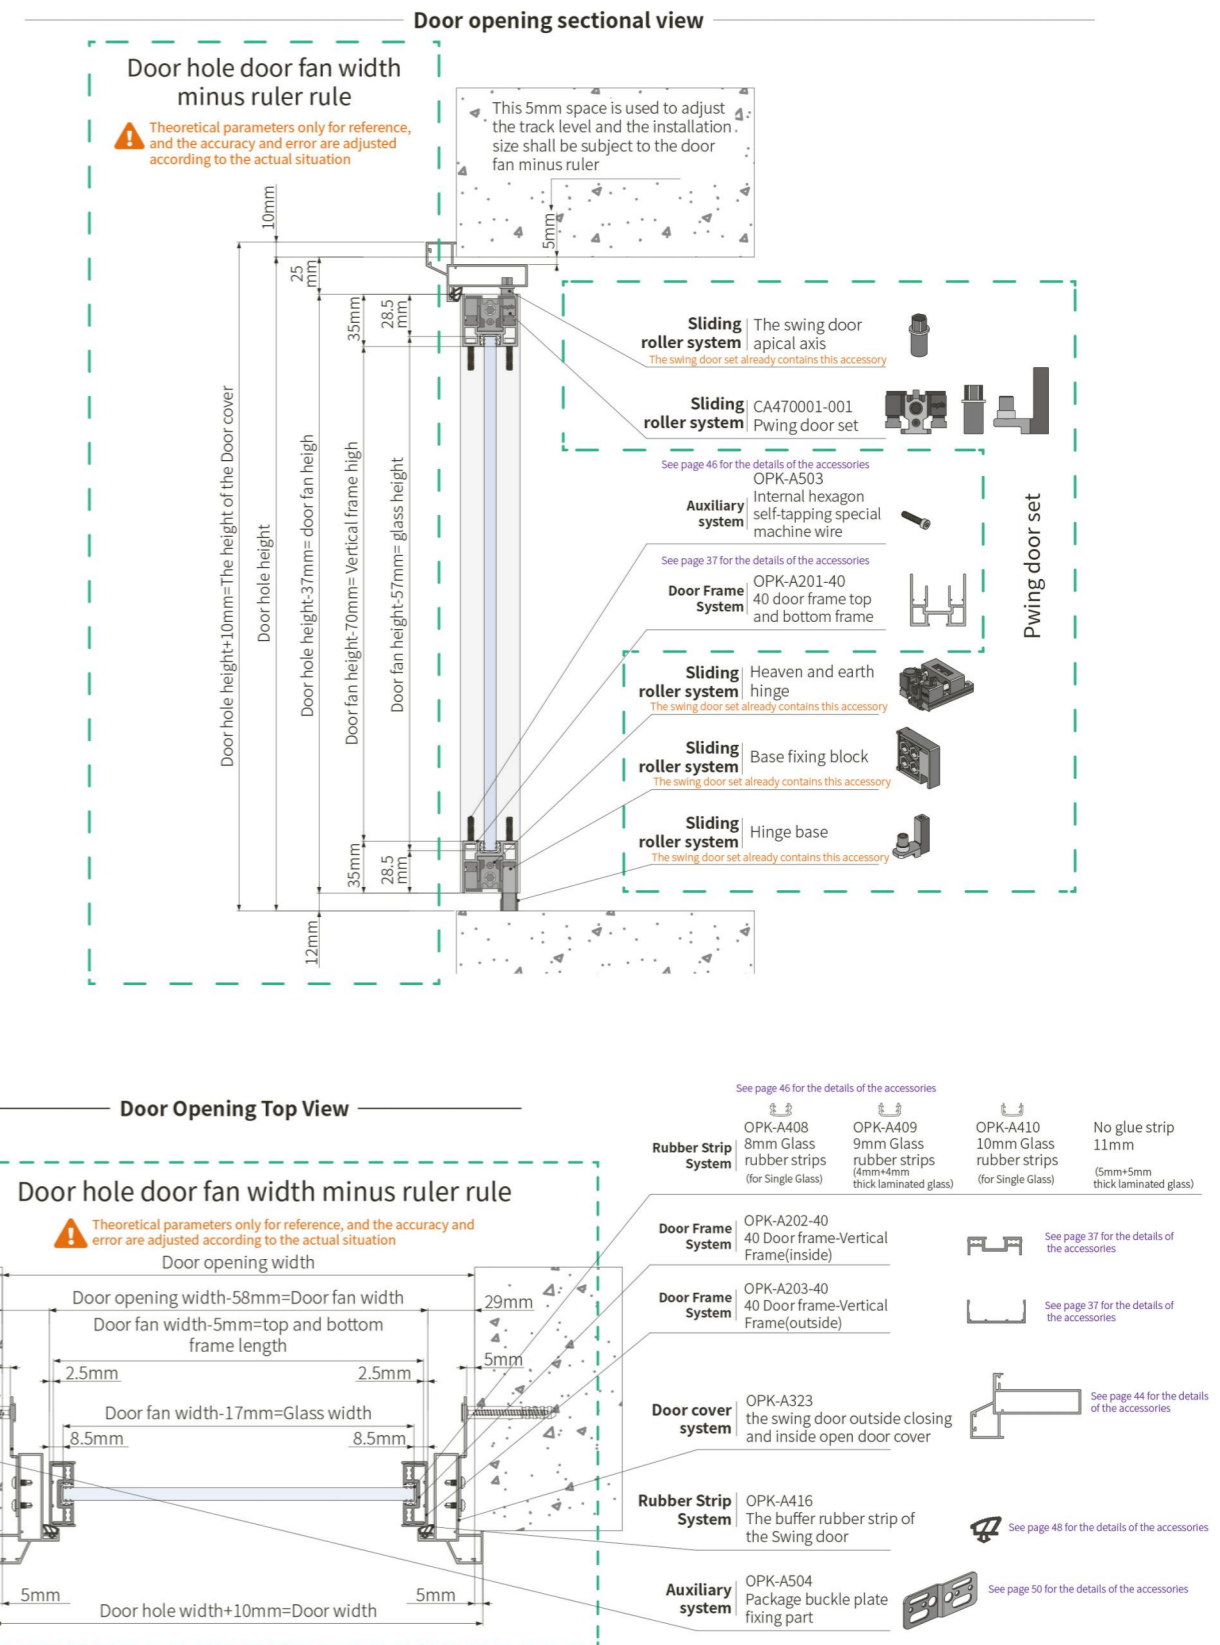 Door opening sectional view
Door hole door fan width
minus ruler rule
Theoretical parameters only for reference,
and the accuracy and error are adjusted
according to the actual situation
This 5mm space is used to adjust
the track level and the installation
size shall be subject to the door
fan minus ruler
10mm
5mm
25
mm
35mm
28.5
mm
Door hole height+10mm=The height of the Door cover
Door hole height
Door hole height-37mm= door fan heigh
Door fan height-70mm= Vertical frame high
Door fan height-57mm= glass height
35mm
28.5
mm
12mm
Sliding
roller system
The swing door
apical axis
The swing door set already contains this accessory
Sliding
roller system
CA470001-001
Pwing door set
See page 46 for the details of the accessories
Auxiliary
system
OPK-A503
Internal hexagon
self-tapping special
machine wire
See page 37 for the details of the accessories
Door Frame
System
OPK-A201-40
40 door frame top
and bottom frame
Pwing door set
Sliding
roller system
Heaven and earth
hinge
The swing door set already contains this accessory
Sliding
roller system
Base fixing block
The swing door set already contains this accessory
Sliding
roller system
Hinge base
The swing door set already contains this accessory
Door Opening Top View
Door hole door fan width minus ruler rule
Theoretical parameters only for reference, and the accuracy and
error are adjusted according to the actual situation
Door opening width
Door opening width-58mm=Door fan width
29mm
Door fan width-5mm=top and bottom
frame length
5mm
2.5mm
2.5mm
Door fan width-17mm=Glass width
8.5mm
8.5mm
5mm
5mm
Door hole width+10mm=Door width
See page 46 for the details of the accessories
Rubber Strip
System
OPK-A408
8mm Glass
rubber strips
(for Single Glass)
OPK-A409
9mm Glass
rubber strips
(4mm+4mm
thick laminated glass)
OPK-A410
10mm Glass
rubber strips
(for Single Glass)
No glue strip
11mm
(5mm+5mm
thick laminated glass)
Door Frame
System
OPK-A202-40
40 Door frame-Vertical
Frame(inside)
See page 37 for the details of
the accessories
Door Frame
System
OPK-A203-40
40 Door frame-Vertical
Frame(outside)
See page 37 for the details of
the accessories
Door cover
system
OPK-A323
the swing door outside closing
and inside open door cover
See page 44 for the details
of the accessories
Rubber Strip
System
OPK-A416
The buffer rubber strip of
the Swing door
See page 48 for the details of the accessories
Auxiliary
system
OPK-A504
Package buckle plate
fixing part
See page 50 for the details of the accessories